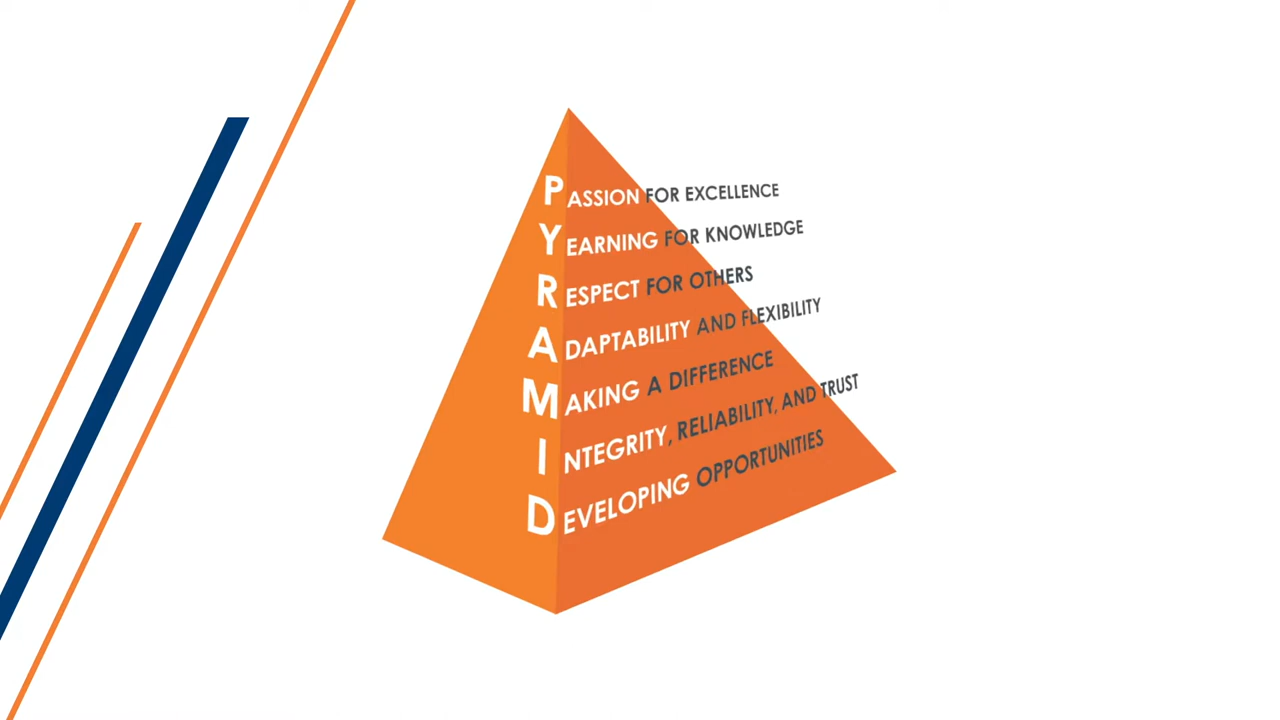 PASSION FOR EXCELLENCE
YEARNING FOR KNOWLEDGE
RESPECT FOR OTHERS
ADAPTABILITY AND FLEXIBILITY
MAKING A DIFFERENCE
INTEGRITY, RELIABILITY, AND TRUST
DEVELOPING OPPORTUNITIES